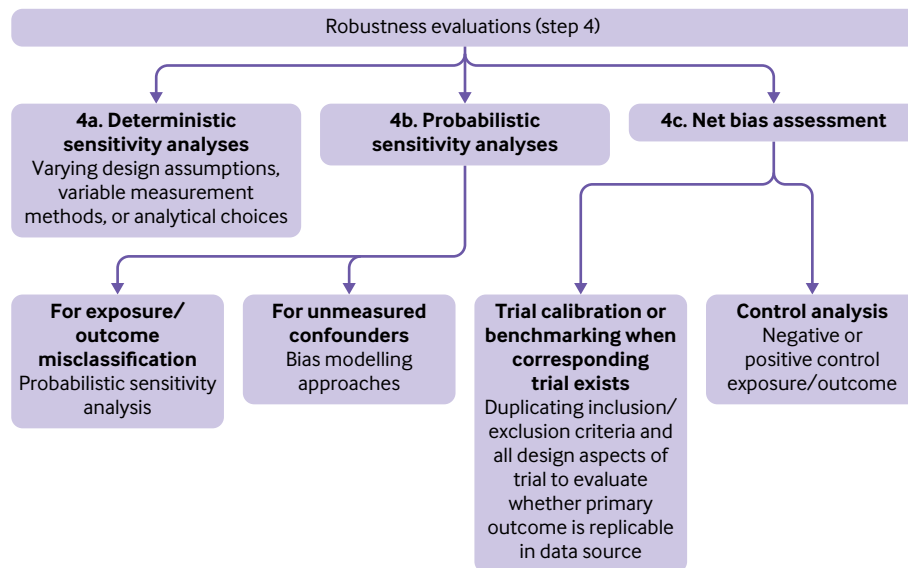 Robustness evaluations (step 4)
4a. Deterministic
sensitivity analyses
Varying design assumptions,
variable measurement
methods, or analytical choices
4b. Probabilistic
sensitivity analyses
4c. Net bias assessment
For exposure/
outcome
misclassification
Probabilistic sensitivity
analysis
For unmeasured
confounders
Bias modelling
approaches
Trial calibration or
benchmarking when
corresponding
trial exists
Duplicating inclusion/
exclusion criteria and
all design aspects of
trial to evaluate
whether primary
outcome is replicable
in data source
Control analysis
Negative or
positive control
exposure/outcome